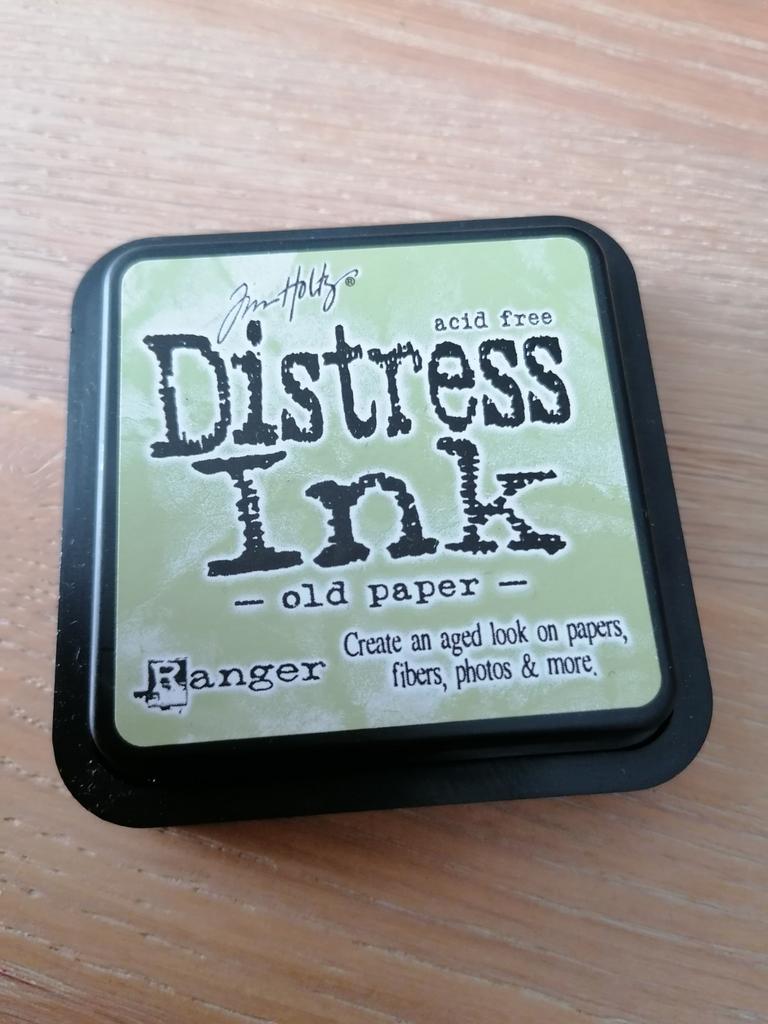 Tim Holtz®
acid free
Distress
Ink
— old paper —
Create an aged look on papers,
fibers, photos & more.
Ranger